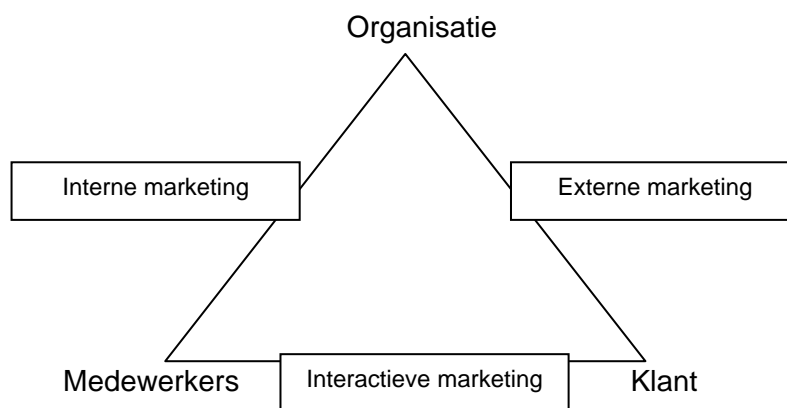 Organisatie
Interne marketing
Externe marketing
Medewerkers
Interactieve marketing
Klant